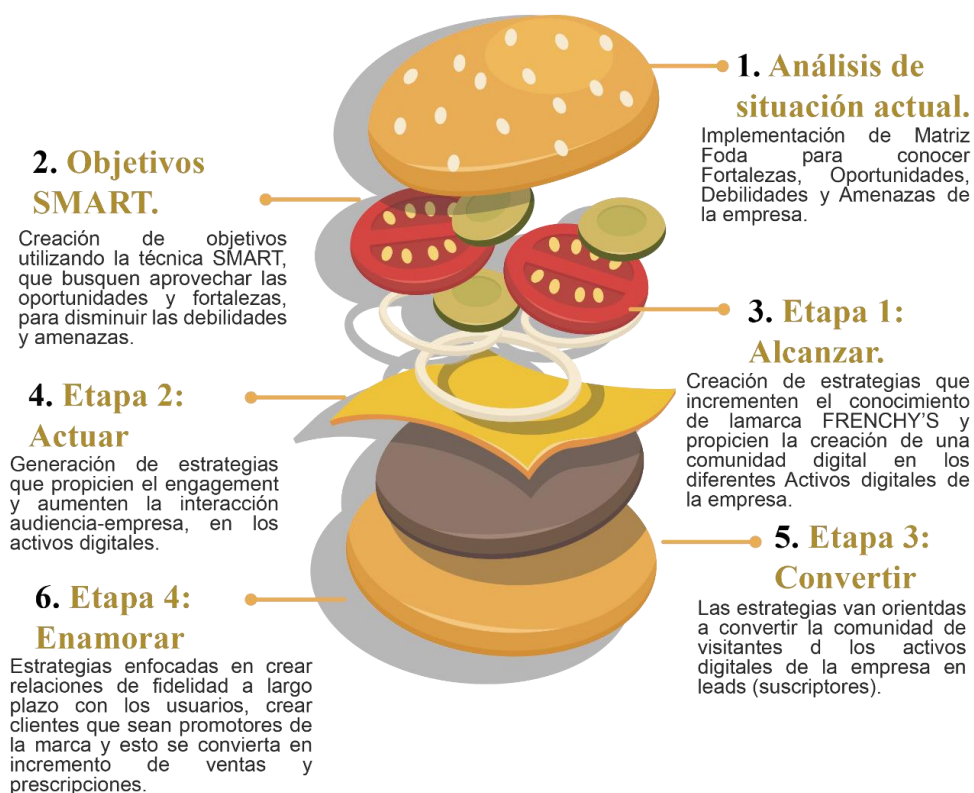 1. Análisis de
situación actual.
Implementación de Matriz
Foda para conocer
Fortalezas, Oportunidades,
Debilidades y Amenazas de
la empresa.
2. Objetivos
SMART.
Creación de objetivos
utilizando la técnica SMART,
que busquen aprovechar las
oportunidades y fortalezas,
para disminuir las debilidades
y amenazas.
3. Etapa 1:
Alcanzar.
Creación de estrategias que
incrementen el conocimiento
de lamarca FRENCHY'S y
propicien la creación de una
comunidad digital en los
diferentes Activos digitales de
la empresa.
4. Etapa 2:
Actuar
Generación de estrategias
que propicien el engagement
y aumenten la interacción
audiencia-empresa, en los
activos digitales.
5. Etapa 3:
Convertir
Las estrategias van orientdas
a convertir la comunidad de
visitantes d los activos
digitales de la empresa en
leads (suscriptores).
6. Etapa 4:
Enamorar
Estrategias enfocadas en crear
relaciones de fidelidad a largo
plazo con los usuarios, crear
clientes que sean promotores de
la marca y esto se convierta en
incremento de ventas y
prescripciones.